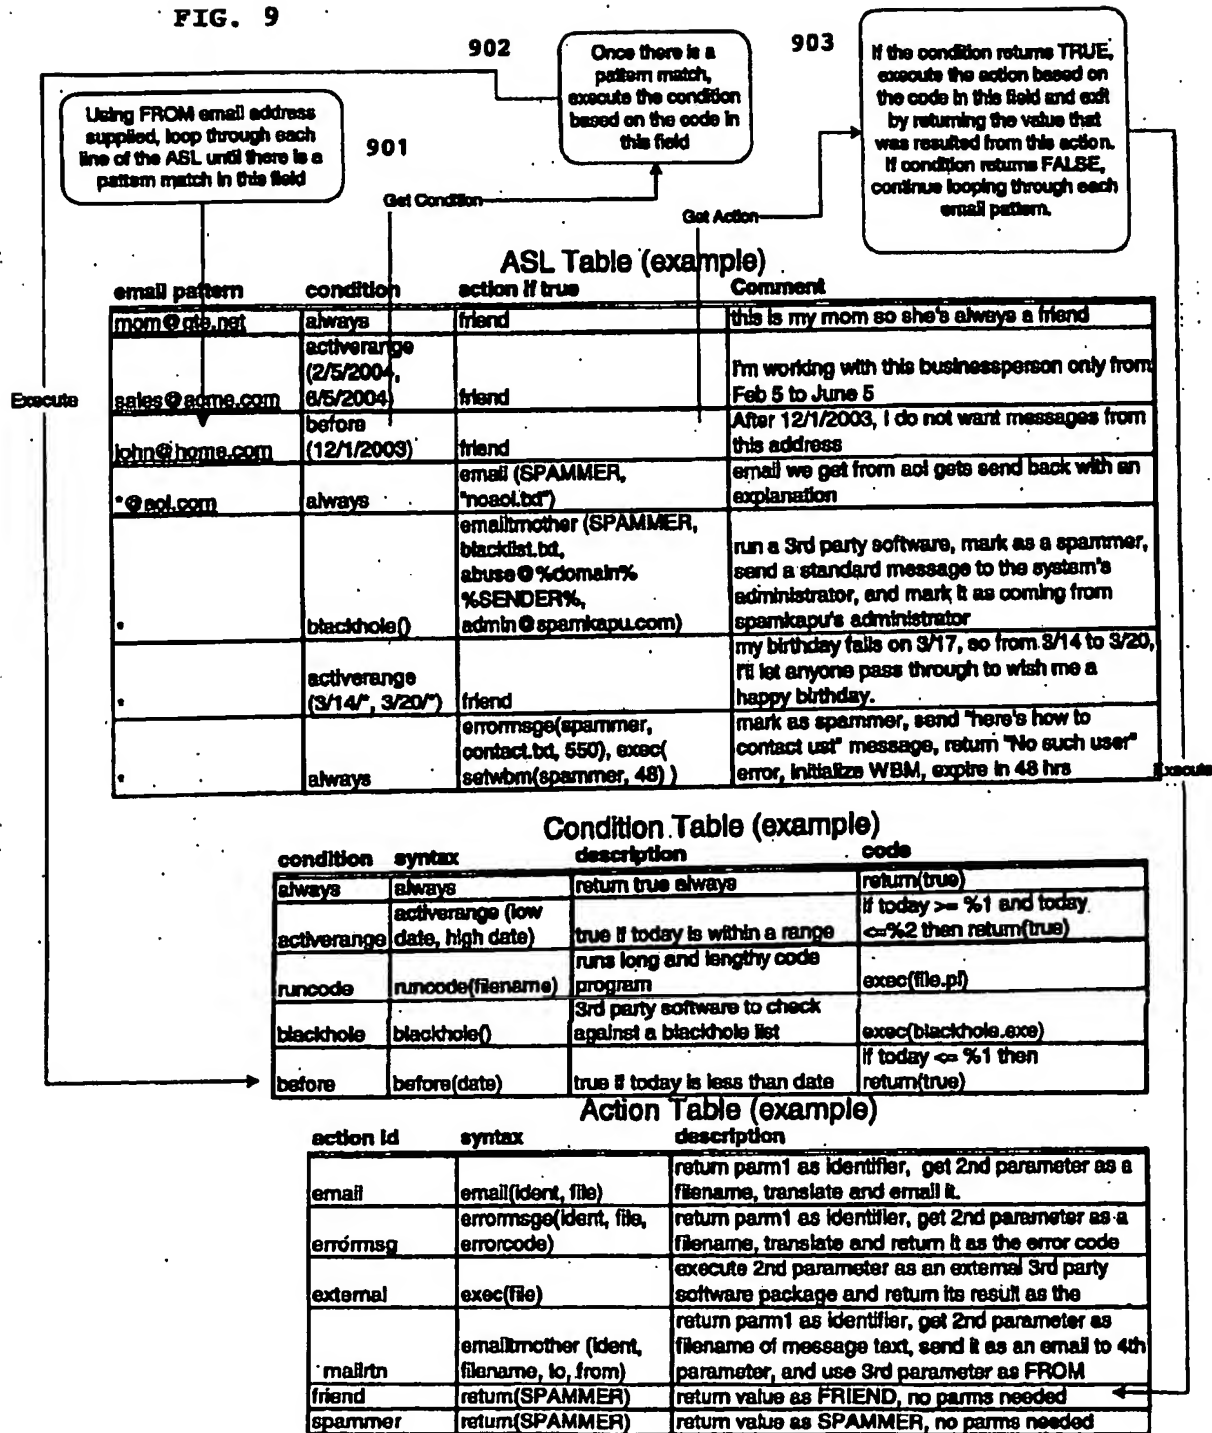 FIG. 9
902
Once there is a
pattern match,
execute the condition
based on the code in
this field
903
If the condition returns TRUE,
execute the action based on
the code in this field and exit
by returning the value that
was resulted from this action.
If condition returns FALSE,
continue looping through each
email pattern.
Using FROM email address
supplied, loop through each
line of the ASL until there is a
pattern match in this field
901
Get Condition
Get Action
Execute
Execute
ASL Table (example)
email pattern condition action if true Comment
mom@gte.net always friend this is my mom so she's always a friend
sales@acme.com
activerange
(2/5/2004,
6/5/2004)
friend
I'm working with this businessperson only from
Feb 5 to June 5
john@home.com
before
(12/1/2003)
friend
After 12/1/2003, I do not want messages from
this address
*@aol.com
always
email (SPAMMER,
"noaol.txt")
email we get from aol gets send back with an
explanation
*
blackhole()
emailtmother (SPAMMER,
blacklist.txt,
abuse@%domain%
%SENDER%,
admin@spamkapu.com)
run a 3rd party software, mark as a spammer,
send a standard message to the system's
administrator, and mark it as coming from
spamkapu's administrator
*
activerange
(3/14/*, 3/20/*)
friend
my birthday falls on 3/17, so from 3/14 to 3/20,
I'll let anyone pass through to wish me a
happy birthday.
*
always
errormsge(spammer,
contact.txt, 550), exec(
setwbm(spammer, 48) )
mark as spammer, send "here's how to
contact ust" message, return "No such user"
error, initialize WBM, expire in 48 hrs
Condition Table (example)
condition syntax description code
always always return true always return(true)
activerange
activerange (low
date, high date)
true if today is within a range
if today >= %1 and today
<=%2 then return(true)
runcode
runcode(filename)
runs long and lengthy code
program
exec(file.pl)
blackhole
blackhole()
3rd party software to check
against a blackhole list
exec(blackhole.exe)
before
before(date)
true if today is less than date
if today <= %1 then
return(true)
Action Table (example)
action id syntax description
email
email(ident, file)
return parm1 as identifier, get 2nd parameter as a
filename, translate and email it.
errormsg
errormsge(ident, file,
errorcode)
return parm1 as identifier, get 2nd parameter as a
filename, translate and return it as the error code
external
exec(file)
execute 2nd parameter as an external 3rd party
software package and return its result as the
mailrtn
emailtmother (ident,
filename, to, from)
return parm1 as identifier, get 2nd parameter as
filename of message text, send it as an email to 4th
parameter, and use 3rd parameter as FROM
friend return(SPAMMER) return value as FRIEND, no parms needed
spammer return(SPAMMER) return value as SPAMMER, no parms needed